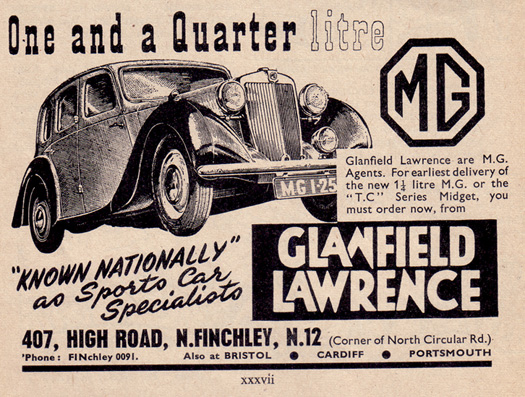 One and a Quarter litre
MG
MG 1·25
Glanfield Lawrence are M.G.
Agents. For earliest delivery of
the new 1¼ litre M.G. or the
"T.C" Series Midget, you
must order now, from
"KNOWN NATIONALLY"
as Sports Car
Specialists
GLANFIELD
LAWRENCE
407, HIGH ROAD, N.FINCHLEY, N.12 (Corner of North Circular Rd.)
'Phone : FINchley 0091. Also at BRISTOL ● CARDIFF ● PORTSMOUTH
xxxvii